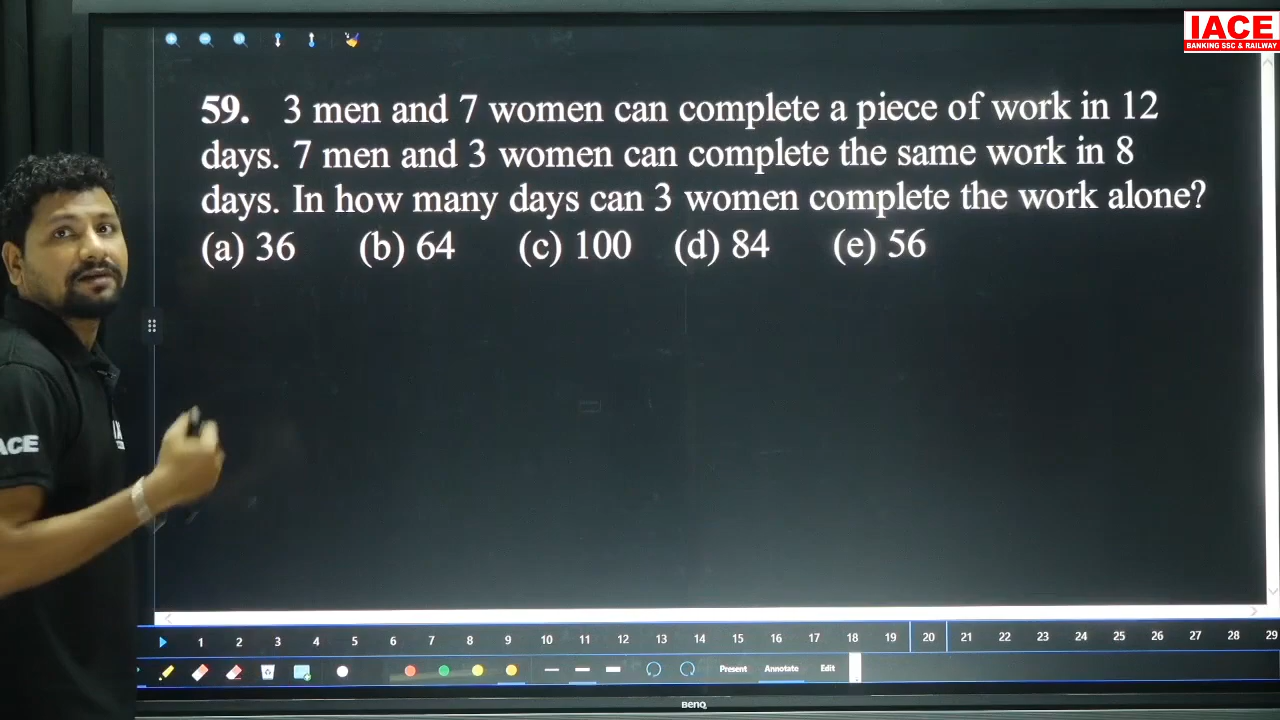 IACE
BANKING SSC & RAILWAY
59. 3 men and 7 women can complete a piece of work in 12
days. 7 men and 3 women can complete the same work in 8
days. In how many days can 3 women complete the work alone?
(a) 36 (b) 64 (c) 100 (d) 84 (e) 56
ACE
1 2 3 4 5 6 7 8 9 10 11 12 13 14 15 16 17 18 19 20 21 22 23 24 25 26 27 28 29
Present Annotate Edit
BenQ